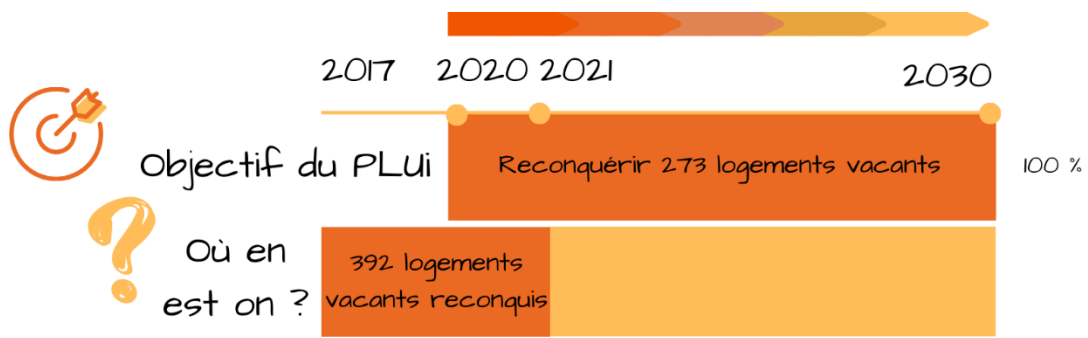 2017 2020 2021 2030
Objectif du PLUi
Reconquérir 273 logements vacants
100 %
?
Où en
est on ?
392 logements
vacants reconquis